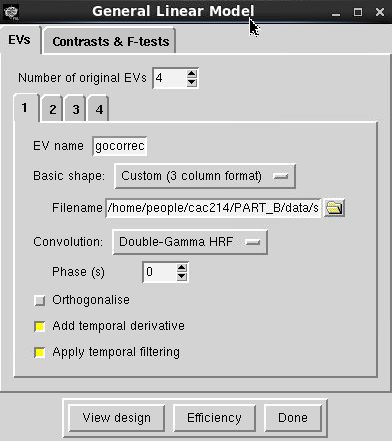 General Linear Model
EVs Contrasts & F-tests
Number of original EVs 4
1 2 3 4
EV name gocorrec
Basic shape: Custom (3 column format)
Filename /home/people/cac214/PART_B/data/s
Convolution: Double-Gamma HRF
Phase (s) 0
Orthogonalise
Add temporal derivative
Apply temporal filtering
View design Efficiency Done